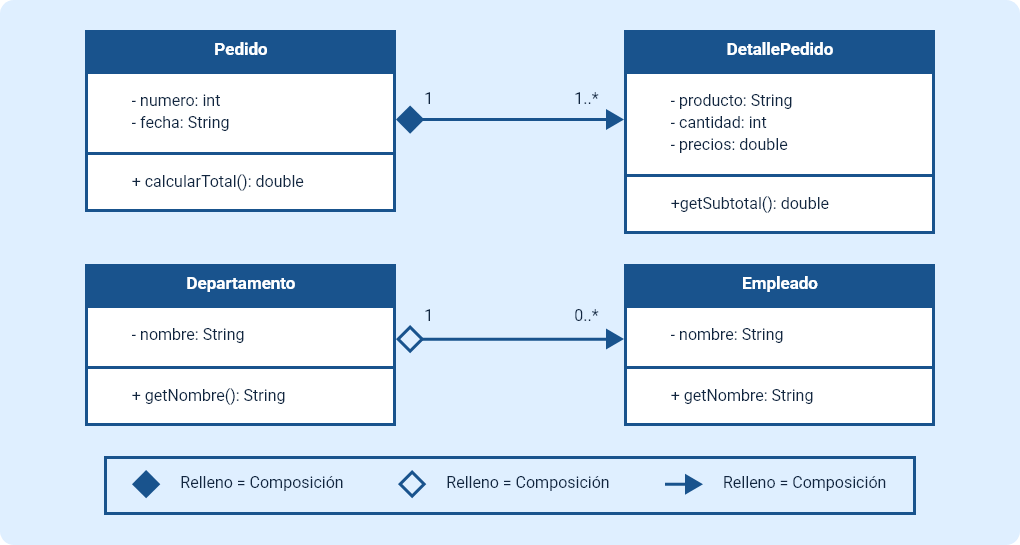 Pedido
- numero: int
- fecha: String
+ calcularTotal(): double
1
1..*
DetallePedido
- producto: String
- cantidad: int
- precios: double
+getSubtotal(): double
Departamento
- nombre: String
+ getNombre(): String
1
0..*
Empleado
- nombre: String
+ getNombre: String
Relleno = Composición
Relleno = Composición
Relleno = Composición